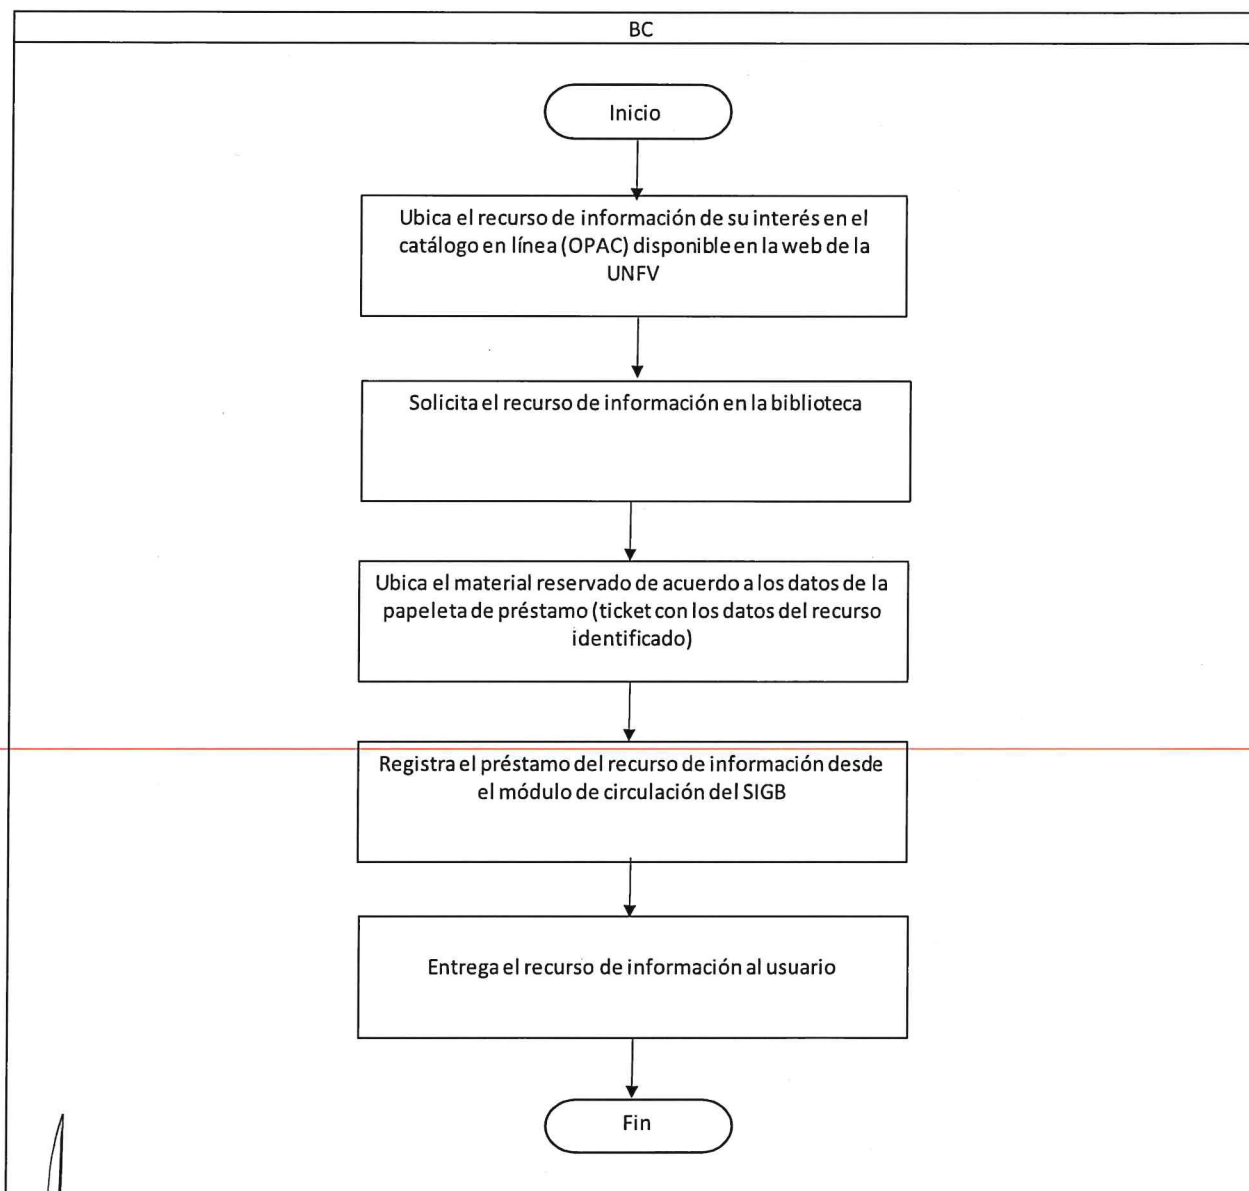 BC
Inicio
Ubica el recurso de información de su interés en el
catálogo en línea (OPAC) disponible en la web de la
UNFV
Solicita el recurso de información en la biblioteca
Ubica el material reservado de acuerdo a los datos de la
papeleta de préstamo (ticket con los datos del recurso
identificado)
Registra el préstamo del recurso de información desde
el módulo de circulación del SIGB
Entrega el recurso de información al usuario
Fin